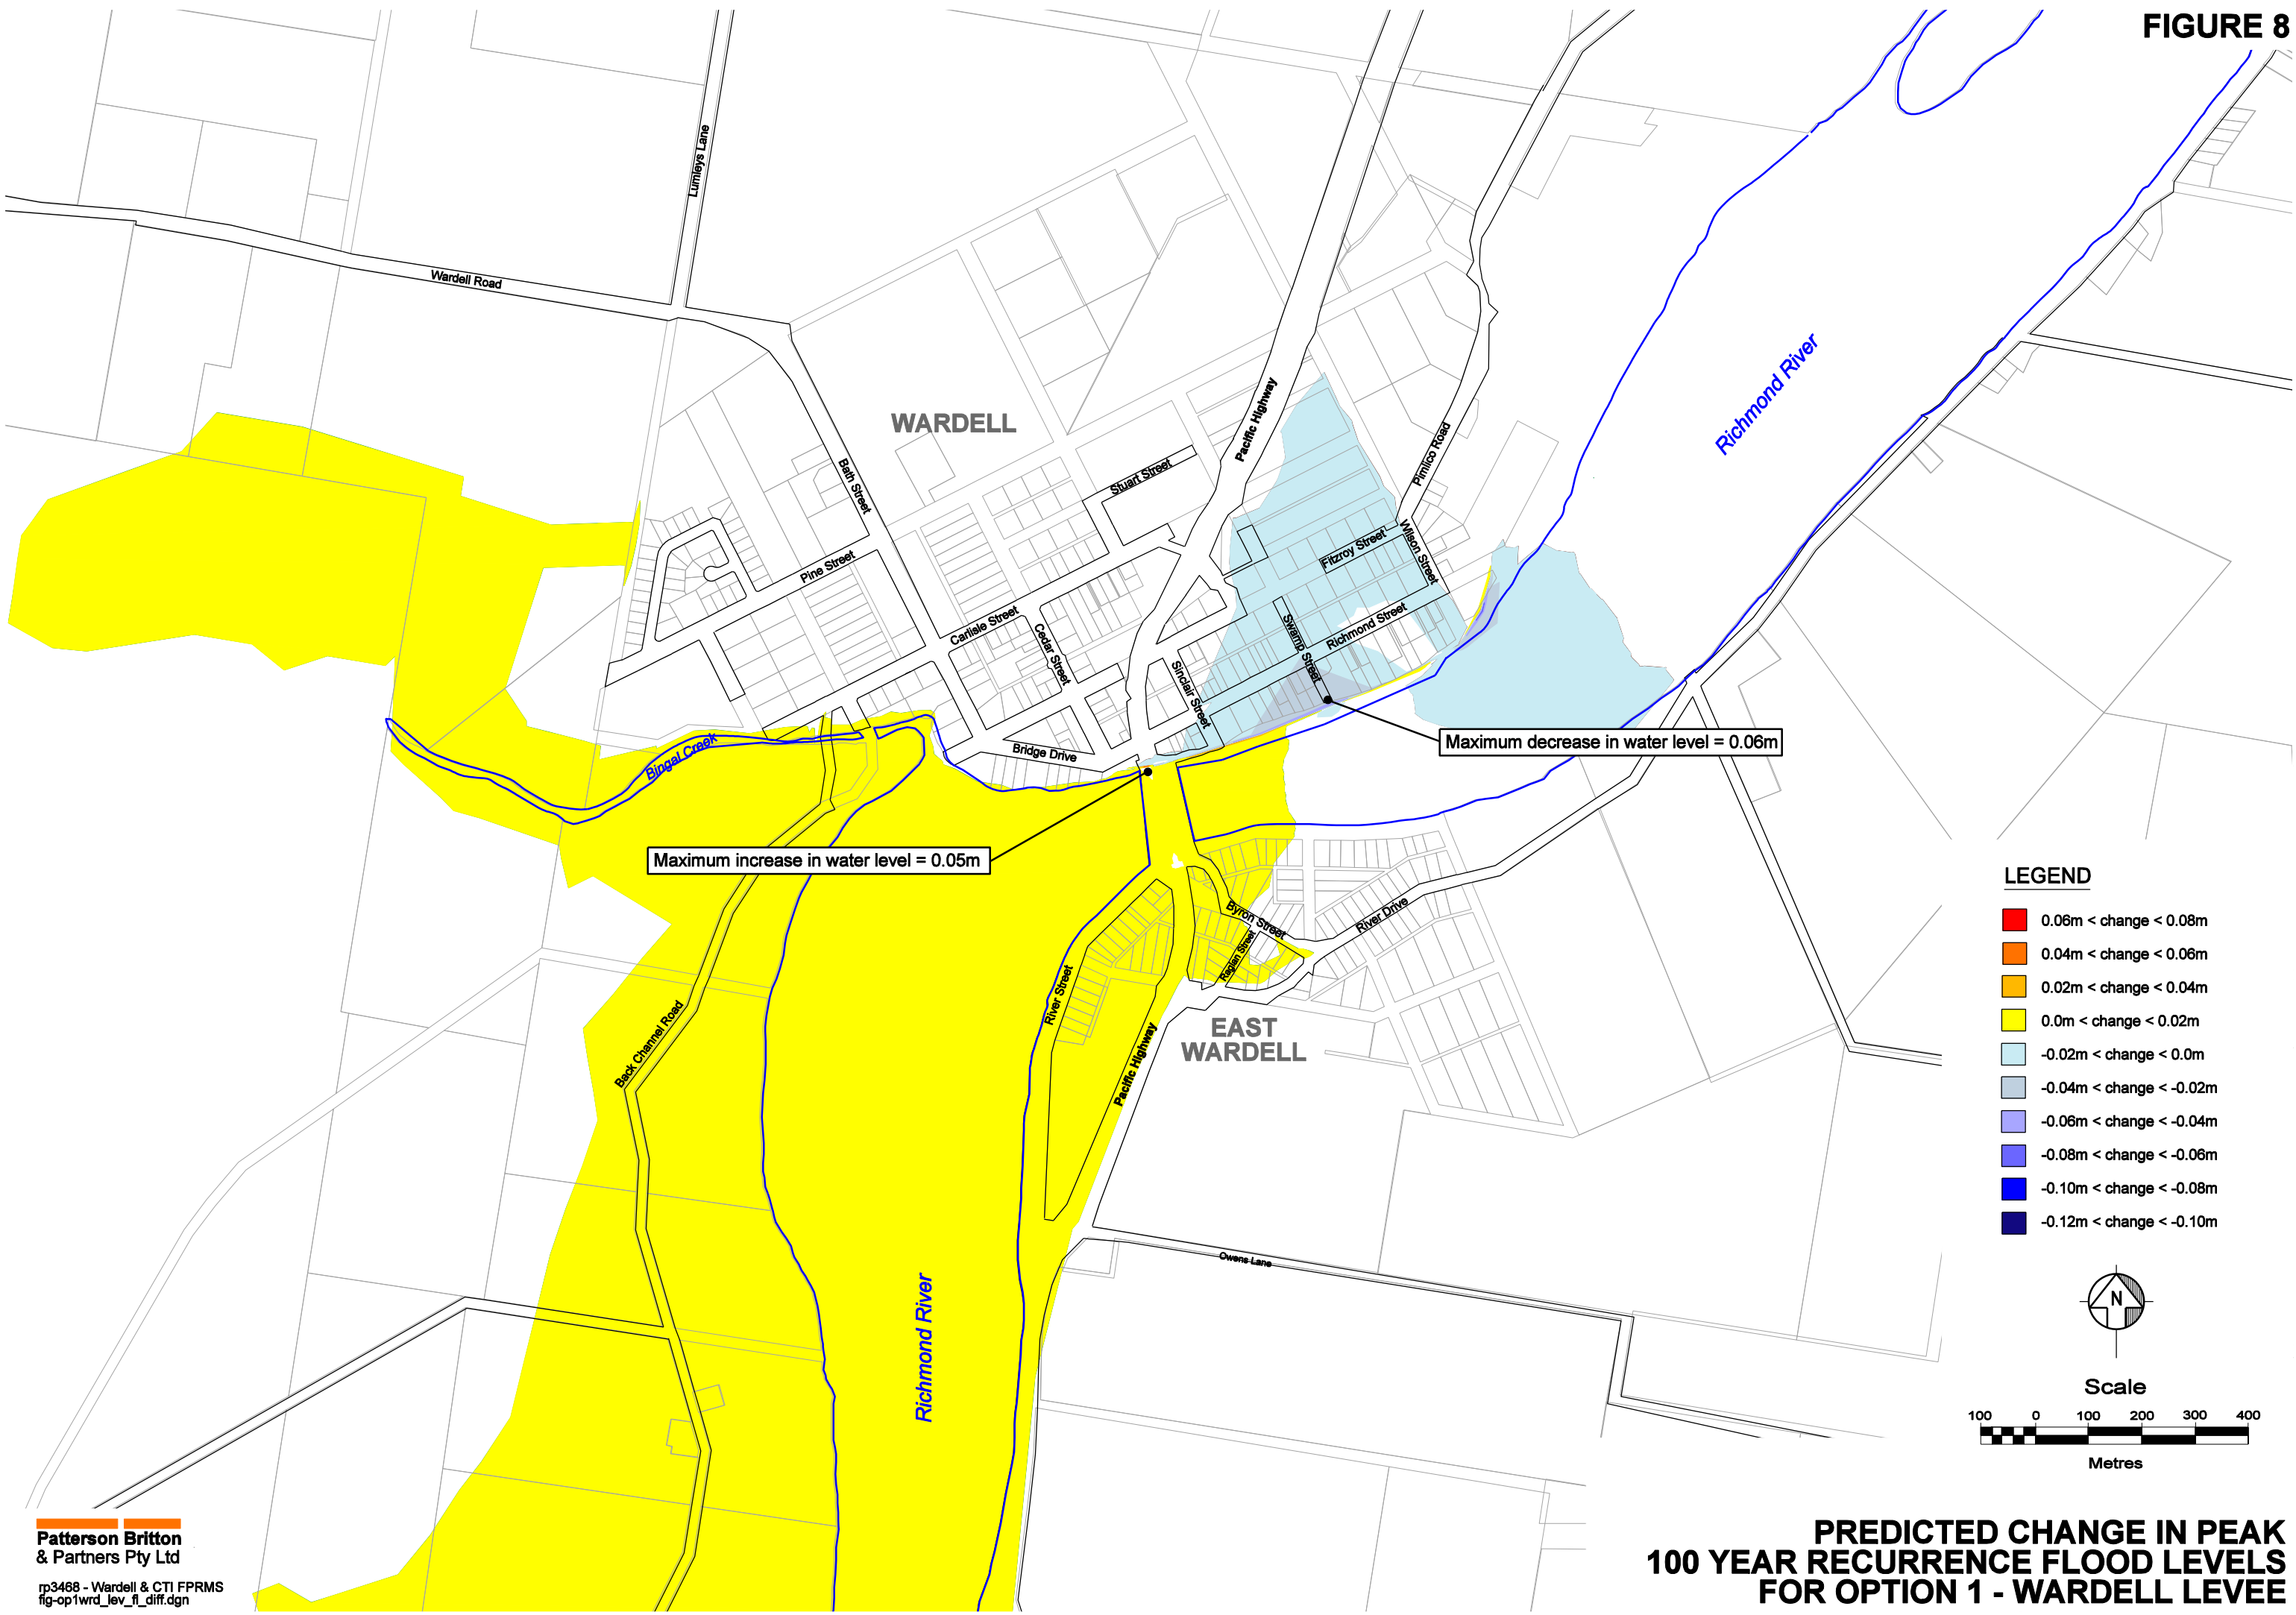 FIGURE 8
Lumleys Lane
Wardell Road
Richmond River
WARDELL
Pacific Highway
Pimlico Road
Bath Street
Stuart Street
Wilson Street
Fitzroy Street
Pine Street
Carlisle Street
Cedar Street
Swamp Street
Richmond Street
Sinclair Street
Bingal Creek
Bridge Drive
Maximum decrease in water level = 0.06m
Maximum increase in water level = 0.05m
Byron Street
River Drive
Raglan Street
River Street
Back Channel Road
EAST
WARDELL
Pacific Highway
Owens Lane
Richmond River
LEGEND
0.06m < change < 0.08m
0.04m < change < 0.06m
0.02m < change < 0.04m
0.0m < change < 0.02m
-0.02m < change < 0.0m
-0.04m < change < -0.02m
-0.06m < change < -0.04m
-0.08m < change < -0.06m
-0.10m < change < -0.08m
-0.12m < change < -0.10m
N
Scale
100 0 100 200 300 400
Metres
Patterson Britton
& Partners Pty Ltd
rp3468 - Wardell & CTI FPRMS
fig-op1wrd_lev_fl_diff.dgn
PREDICTED CHANGE IN PEAK
100 YEAR RECURRENCE FLOOD LEVELS
FOR OPTION 1 - WARDELL LEVEE